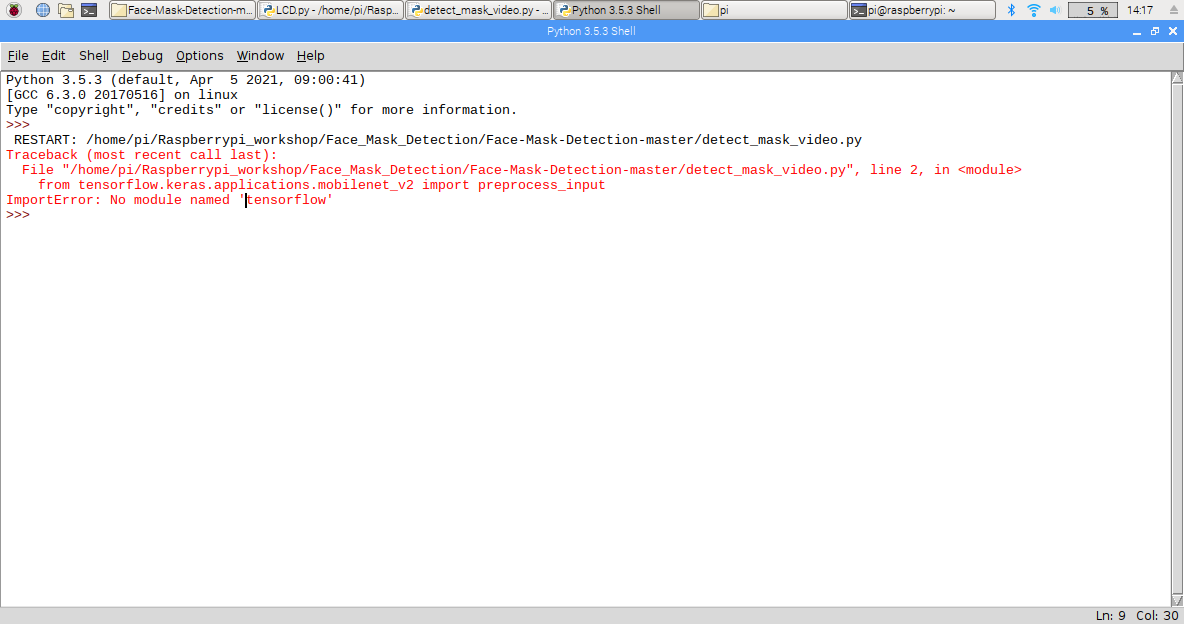 Face-Mask-Detection-m...
LCD.py - /home/pi/Rasp...
detect_mask_video.py - ...
Python 3.5.3 Shell
pi
pi@raspberrypi: ~
5 %
14:17
Python 3.5.3 Shell
File Edit Shell Debug Options Window Help
Python 3.5.3 (default, Apr  5 2021, 09:00:41)
[GCC 6.3.0 20170516] on linux
Type "copyright", "credits" or "license()" for more information.
>>>
 RESTART: /home/pi/Raspberrypi_workshop/Face_Mask_Detection/Face-Mask-Detection-master/detect_mask_video.py
Traceback (most recent call last):
  File "/home/pi/Raspberrypi_workshop/Face_Mask_Detection/Face-Mask-Detection-master/detect_mask_video.py", line 2, in <module>
    from tensorflow.keras.applications.mobilenet_v2 import preprocess_input
ImportError: No module named 'tensorflow'
>>>
Ln: 9 Col: 30